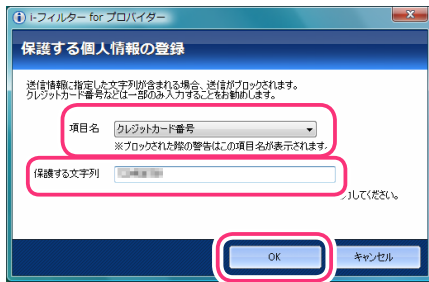 i-フィルター for プロバイダー
保護する個人情報の登録
送信情報に指定した文字列が含まれる場合、送信がブロックされます。
クレジットカード番号などは一部のみ入力することをお勧めします。
項目名 クレジットカード番号
※ブロックされた際の警告はこの項目名が表示されます。
保護する文字列
してください。
OK キャンセル